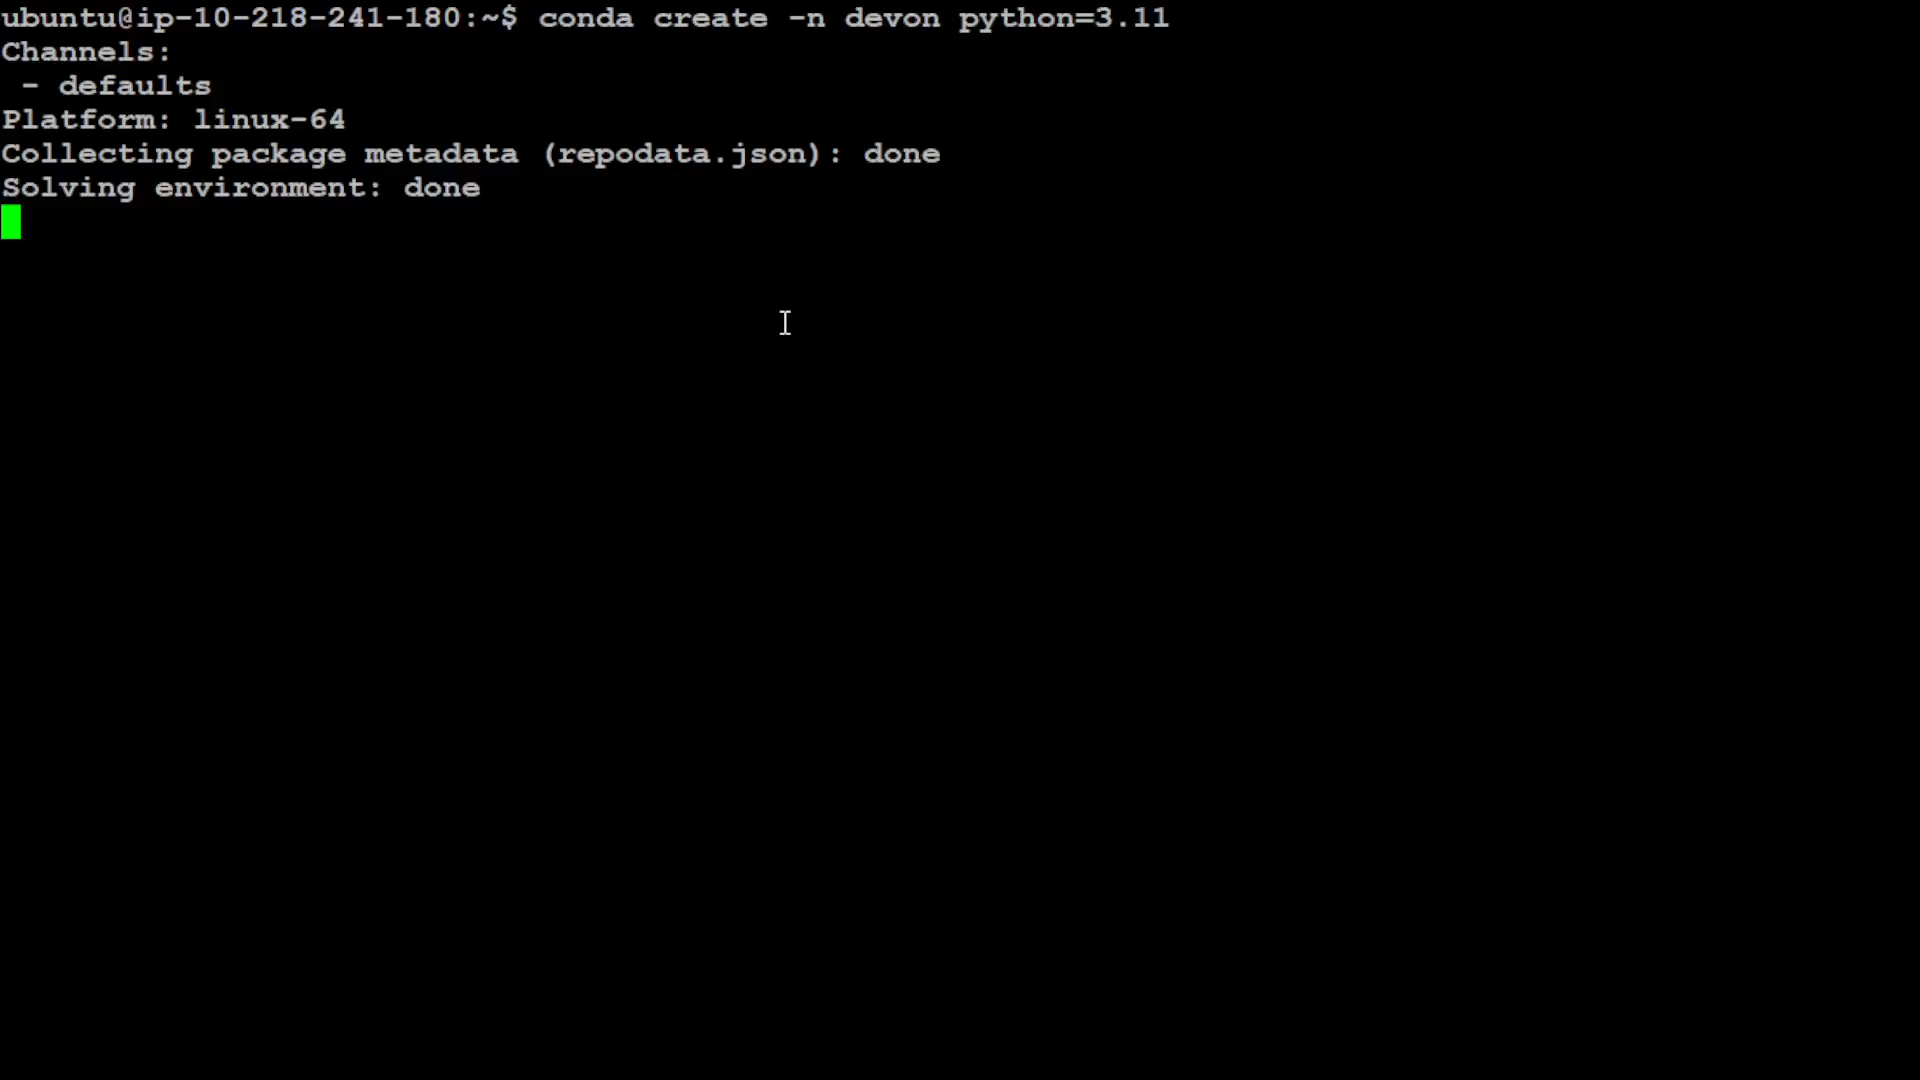 ubuntu@ip-10-218-241-180:~$ conda create -n devon python=3.11
Channels:
 - defaults
Platform: linux-64
Collecting package metadata (repodata.json): done
Solving environment: done